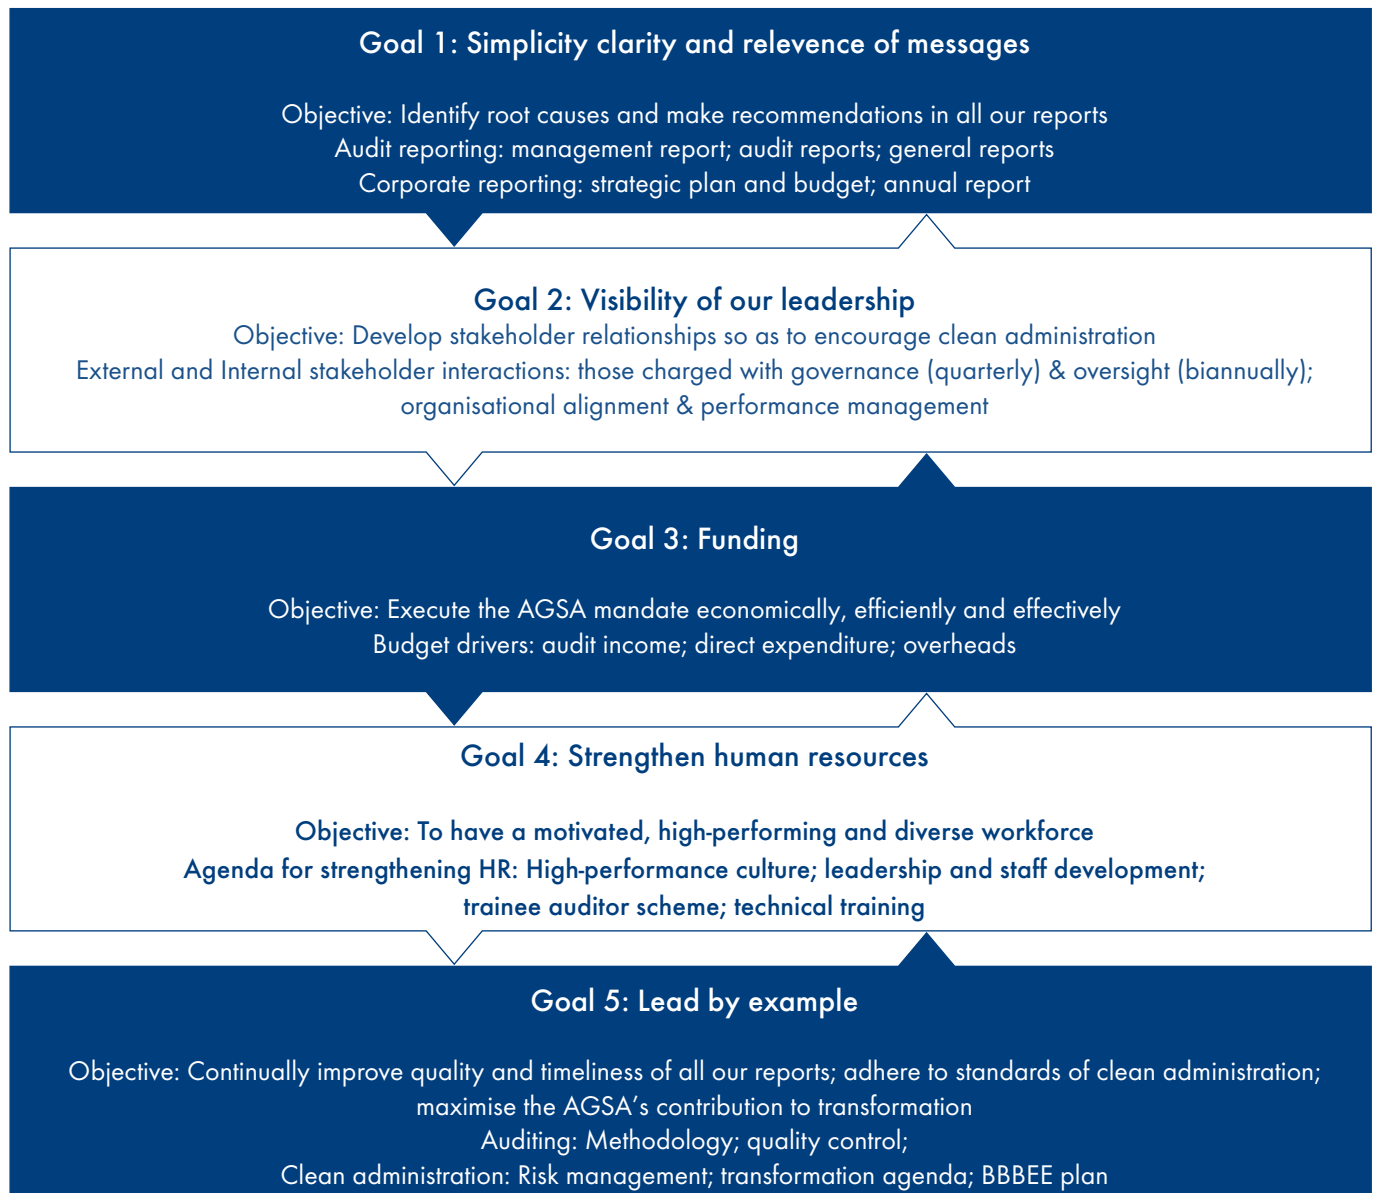 Goal 1: Simplicity clarity and relevence of messages
Objective: Identify root causes and make recommendations in all our reports
Audit reporting: management report; audit reports; general reports
Corporate reporting: strategic plan and budget; annual report
Goal 2: Visibility of our leadership
Objective: Develop stakeholder relationships so as to encourage clean administration
External and Internal stakeholder interactions: those charged with governance (quarterly) & oversight (biannually);
organisational alignment & performance management
Goal 3: Funding
Objective: Execute the AGSA mandate economically, efficiently and effectively
Budget drivers: audit income; direct expenditure; overheads
Goal 4: Strengthen human resources
Objective: To have a motivated, high-performing and diverse workforce
Agenda for strengthening HR: High-performance culture; leadership and staff development;
trainee auditor scheme; technical training
Goal 5: Lead by example
Objective: Continually improve quality and timeliness of all our reports; adhere to standards of clean administration;
maximise the AGSA’s contribution to transformation
Auditing: Methodology; quality control;
Clean administration: Risk management; transformation agenda; BBBEE plan